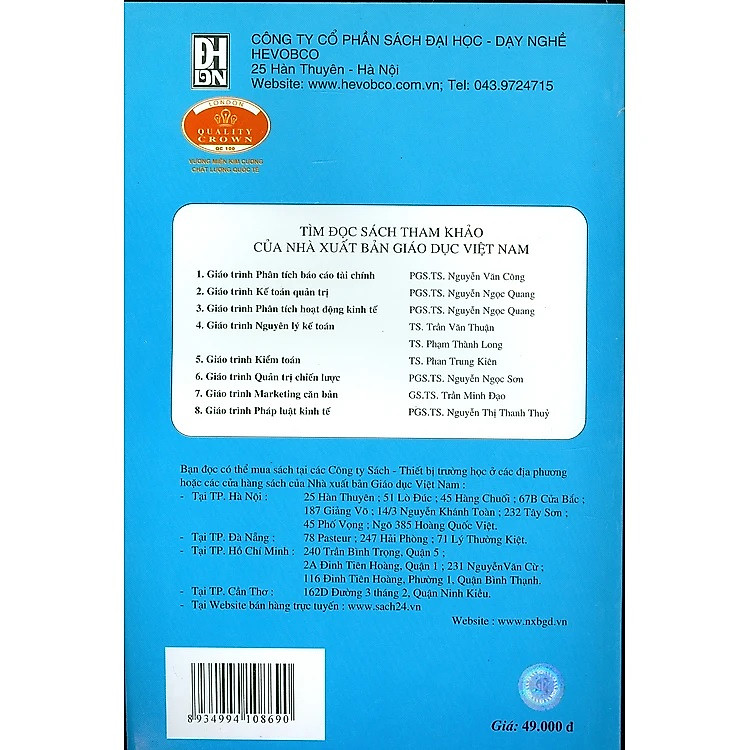 ĐH
DN
CÔNG TY CỔ PHẦN SÁCH ĐẠI HỌC - DẠY NGHỀ
HEVOBCO
25 Hàn Thuyên - Hà Nội
Website: www.hevobco.com.vn; Tel: 043.9724715
LONDON
QUALITY
CROWN
QC 100
VƯƠNG MIỆN KIM CƯƠNG
CHẤT LƯỢNG QUỐC TẾ
TÌM ĐỌC SÁCH THAM KHẢO
CỦA NHÀ XUẤT BẢN GIÁO DỤC VIỆT NAM
1. Giáo trình Phân tích báo cáo tài chính PGS.TS. Nguyễn Văn Công
2. Giáo trình Kế toán quản trị PGS.TS. Nguyễn Ngọc Quang
3. Giáo trình Phân tích hoạt động kinh tế PGS.TS. Nguyễn Ngọc Quang
4. Giáo trình Nguyên lý kế toán TS. Trần Văn Thuận
TS. Phạm Thành Long
5. Giáo trình Kiểm toán TS. Phan Trung Kiên
6. Giáo trình Quản trị chiến lược PGS.TS. Nguyễn Ngọc Sơn
7. Giáo trình Marketing căn bản GS.TS. Trần Minh Đạo
8. Giáo trình Pháp luật kinh tế PGS.TS. Nguyễn Thị Thanh Thuỷ
Bạn đọc có thể mua sách tại các Công ty Sách - Thiết bị trường học ở các địa phương
hoặc các cửa hàng sách của Nhà xuất bản Giáo dục Việt Nam :
- Tại TP. Hà Nội : 25 Hàn Thuyên ; 51 Lò Đúc ; 45 Hàng Chuối ; 67B Cửa Bắc ;
187 Giảng Võ ; 14/3 Nguyễn Khánh Toàn ; 232 Tây Sơn ;
45 Phố Vọng ; Ngõ 385 Hoàng Quốc Việt.
- Tại TP. Đà Nẵng : 78 Pasteur ; 247 Hải Phòng ; 71 Lý Thường Kiệt.
- Tại TP. Hồ Chí Minh : 240 Trần Bình Trọng, Quận 5 ;
2A Đinh Tiên Hoàng, Quận 1 ; 231 NguyễnVăn Cừ ;
116 Đinh Tiên Hoàng, Phường 1, Quận Bình Thạnh.
- Tại TP. Cần Thơ : 162D Đường 3 tháng 2, Quận Ninh Kiều.
- Tại Website bán hàng trực tuyến : www.sach24.vn
Website : www.nxbgd.vn
8934994 108690
Giá: 49.000 đ